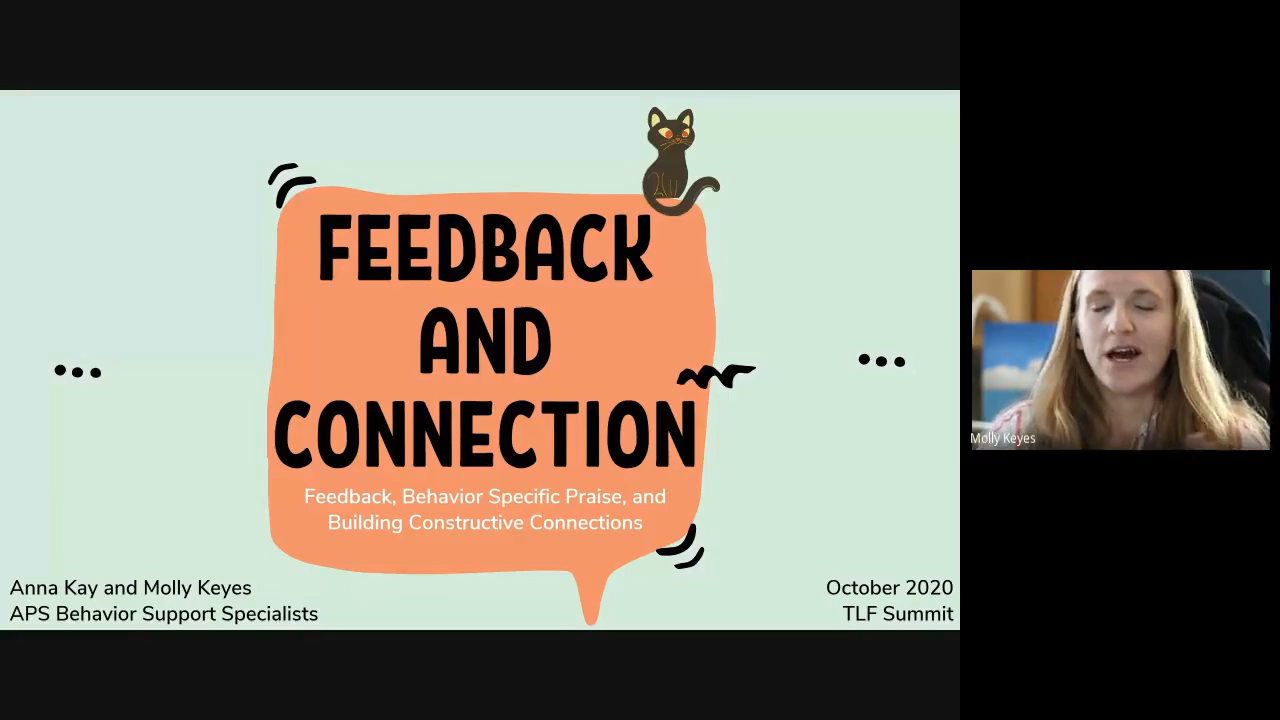 FEEDBACK
AND
CONNECTION
Feedback, Behavior Specific Praise, and
Building Constructive Connections
Anna Kay and Molly Keyes
APS Behavior Support Specialists
October 2020
TLF Summit
Molly Keyes